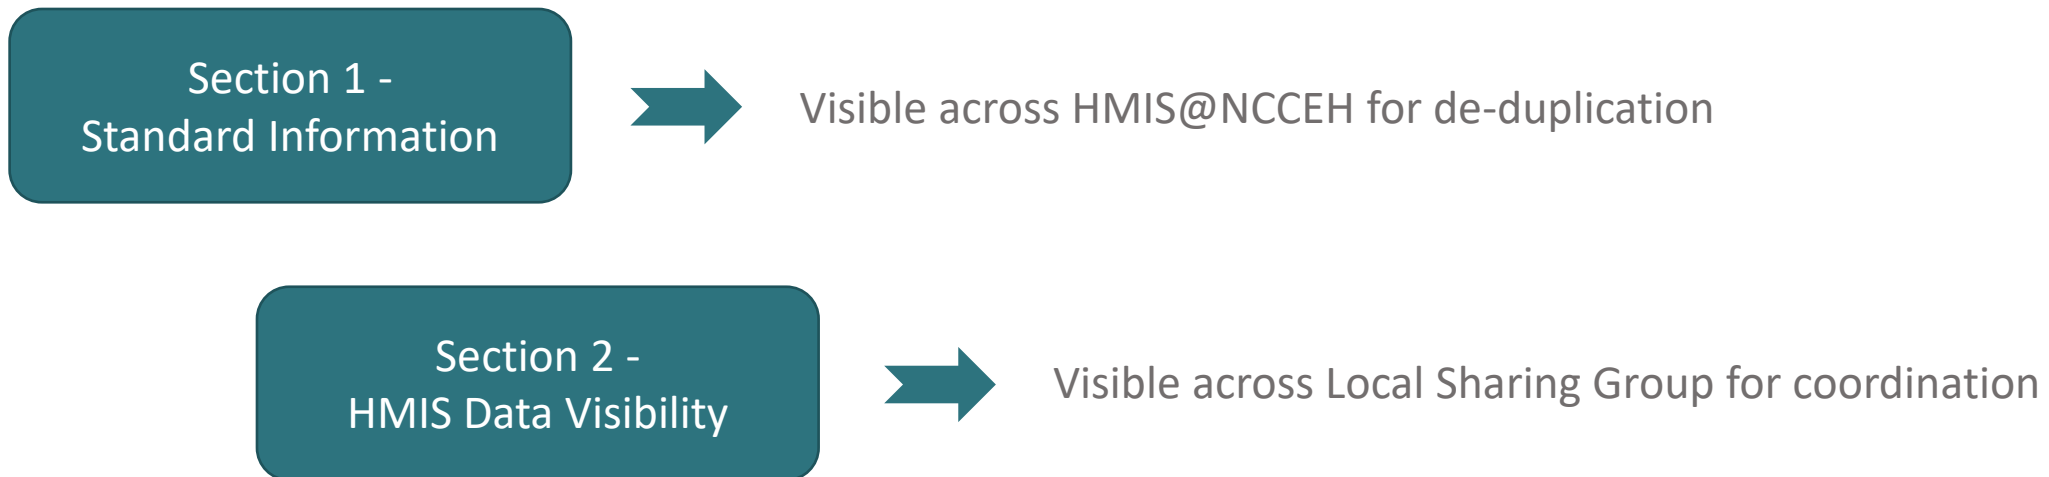 Section 1 -
Standard Information
Visible across HMIS@NCCEH for de-duplication
Section 2 -
HMIS Data Visibility
Visible across Local Sharing Group for coordination